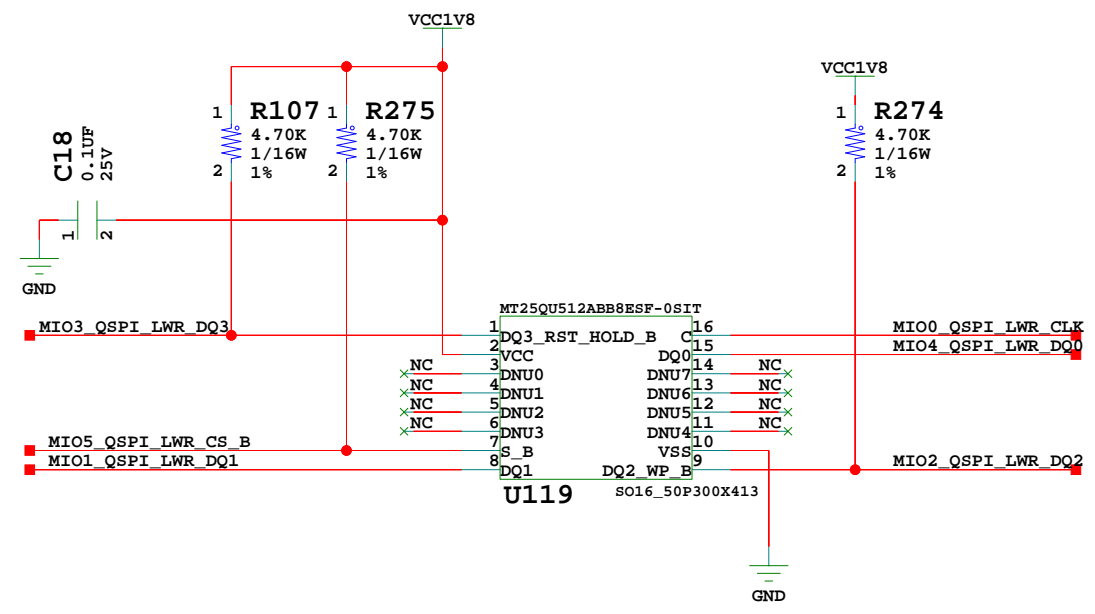 VCC1V8
VCC1V8
1 R107
4.70K
1/16W
2 1%
1 R275
4.70K
1/16W
2 1%
1 R274
4.70K
1/16W
2 1%
C18
0.1UF
25V
1 2
GND
MT25QU512ABB8ESF-0SIT
MIO3_QSPI_LWR_DQ3 1 DQ3_RST_HOLD_B C 16 MIO0_QSPI_LWR_CLK
2 VCC DQ0 15 MIO4_QSPI_LWR_DQ0
NC 3 DNU0 DNU7 14 NC
NC 4 DNU1 DNU6 13 NC
NC 5 DNU2 DNU5 12 NC
NC 6 DNU3 DNU4 11 NC
MIO5_QSPI_LWR_CS_B 7 S_B VSS 10
MIO1_QSPI_LWR_DQ1 8 DQ1 DQ2_WP_B 9 MIO2_QSPI_LWR_DQ2
U119 SO16_50P300X413
GND